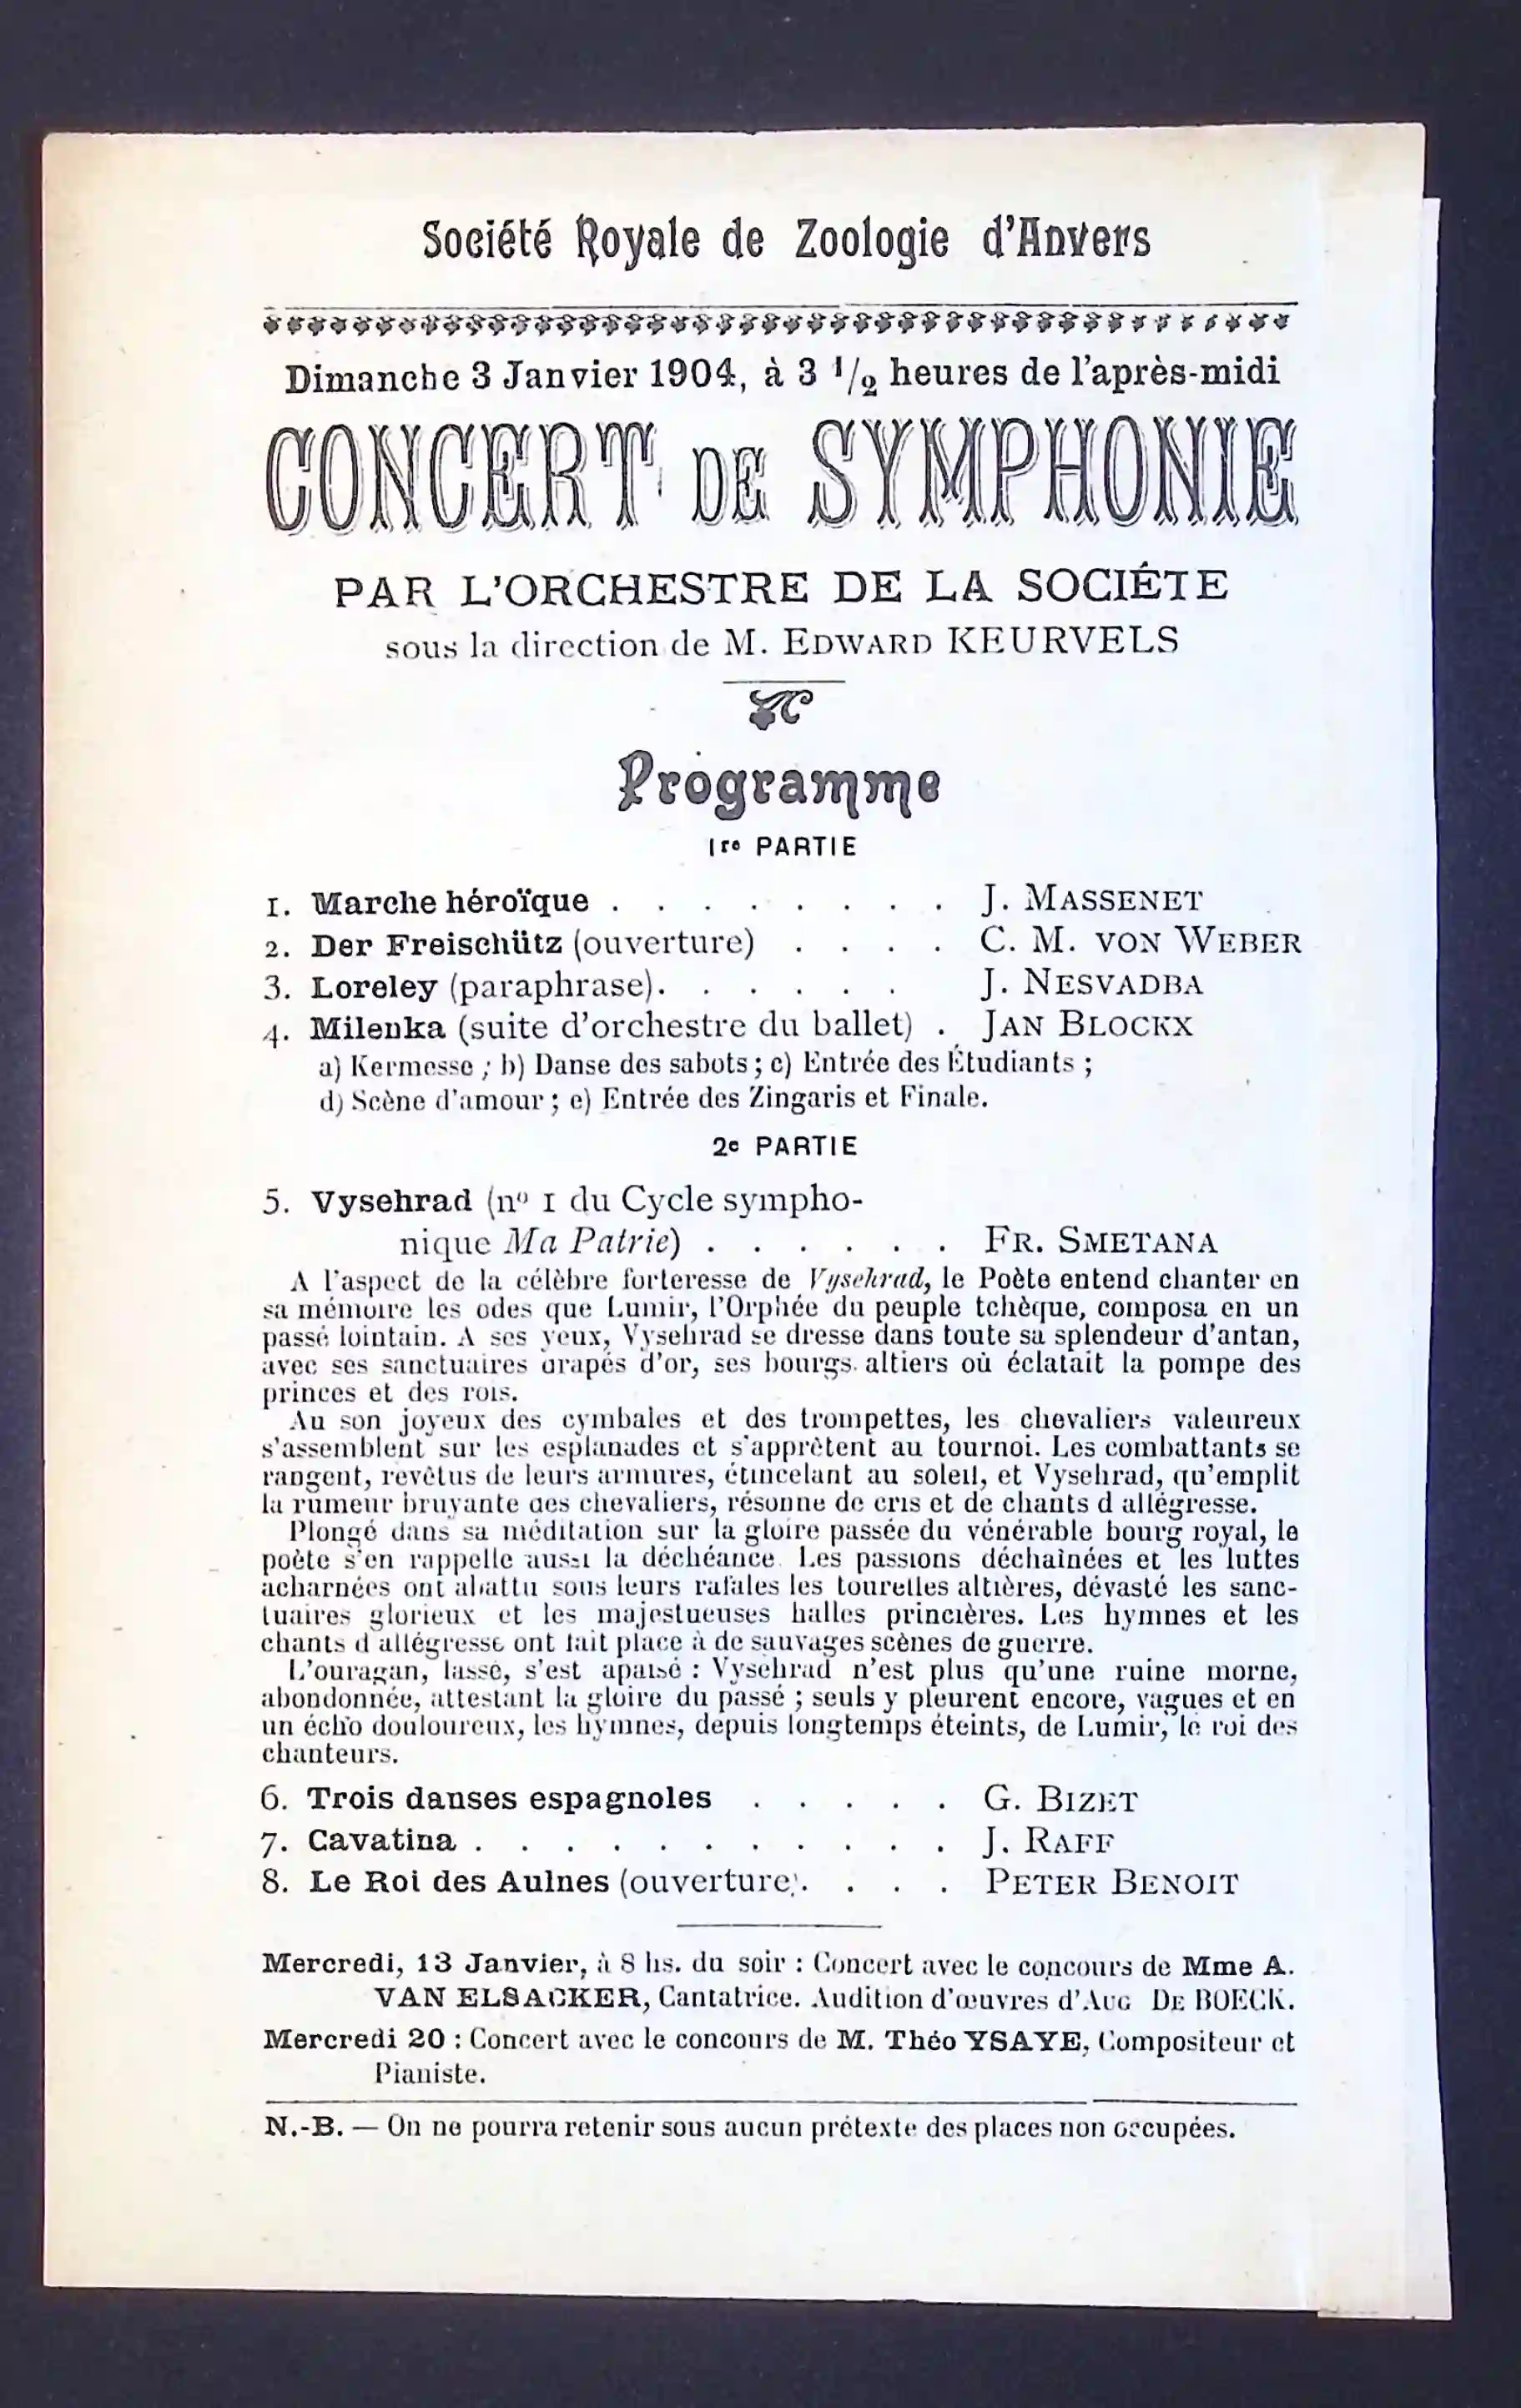 Société Royale de Zoologie d'Anvers
Dimanche 3 Janvier 1904, à 3 1/2 heures de l'après-midi
CONCERT DE SYMPHONIE
PAR L'ORCHESTRE DE LA SOCIÉTE
sous la direction de M. EDWARD KEURVELS
Programme
1re PARTIE
1. Marche héroïque . . . . . . . . J. MASSENET
2. Der Freischütz (ouverture) . . . . C. M. VON WEBER
3. Loreley (paraphrase). . . . . . J. NESVADBA
4. Milenka (suite d'orchestre du ballet) . JAN BLOCKX
a) Kermesse ; b) Danse des sabots ; c) Entrée des Étudiants ;
d) Scène d'amour ; e) Entrée des Zingaris et Finale.
2e PARTIE
5. Vysehrad (no 1 du Cycle sympho-
nique Ma Patrie) . . . . . . FR. SMETANA
A l'aspect de la célèbre forteresse de Vysehrad, le Poète entend chanter en
sa mémoire les odes que Lumir, l'Orphée du peuple tchèque, composa en un
passé lointain. A ses yeux, Vysehrad se dresse dans toute sa splendeur d'antan,
avec ses sanctuaires drapés d'or, ses bourgs altiers où éclatait la pompe des
princes et des rois.
Au son joyeux des cymbales et des trompettes, les chevaliers valeureux
s'assemblent sur les esplanades et s'apprêtent au tournoi. Les combattants se
rangent, revêtus de leurs armures, étincelant au soleil, et Vysehrad, qu'emplit
la rumeur bruyante des chevaliers, résonne de cris et de chants d allégresse.
Plongé dans sa méditation sur la gloire passée du vénérable bourg royal, le
poète s'en rappelle aussi la déchéance. Les passions déchaînées et les luttes
acharnées ont abattu sous leurs rafales les tourelles altières, dévasté les sanc-
tuaires glorieux et les majestueuses halles princières. Les hymnes et les
chants d allégresse ont fait place à de sauvages scènes de guerre.
L'ouragan, lassé, s'est apaisé : Vysehrad n'est plus qu'une ruine morne,
abondonnée, attestant la gloire du passé ; seuls y pleurent encore, vagues et en
un écho douloureux, les hymnes, depuis longtemps éteints, de Lumir, le roi des
chanteurs.
6. Trois danses espagnoles . . . . . G. BIZET
7. Cavatina . . . . . . . . . . . J. RAFF
8. Le Roi des Aulnes (ouverture). . . . PETER BENOIT
Mercredi, 13 Janvier, à 8 hs. du soir : Concert avec le concours de Mme A.
VAN ELSACKER, Cantatrice. Audition d'œuvres d'AUG DE BOECK.
Mercredi 20 : Concert avec le concours de M. Théo YSAYE, Compositeur et
Pianiste.
N.-B. — On ne pourra retenir sous aucun prétexte des places non occupées.